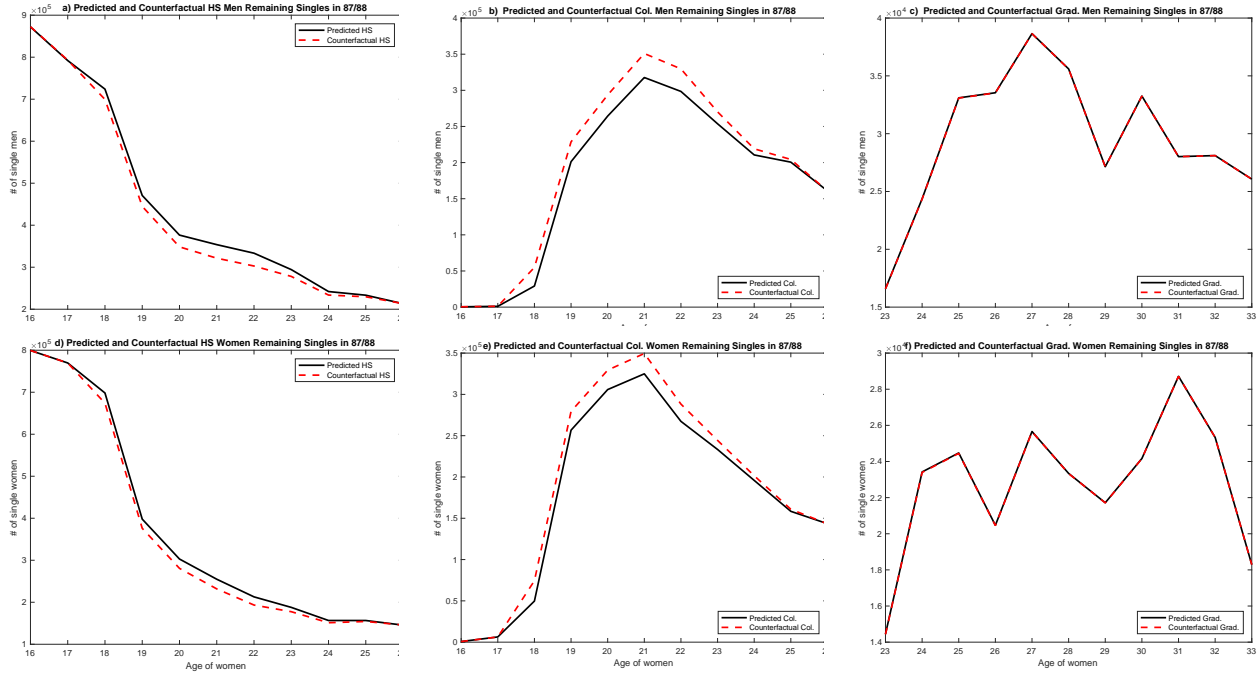 a) Predicted and Counterfactual HS Men Remaining Singles in 87/88
×10^5
# of single men
9
8
7
6
5
4
3
2
16 17 18 19 20 21 22 23 24 25
Predicted HS
Counterfactual HS
b) Predicted and Counterfactual Col. Men Remaining Singles in 87/88
×10^5
# of single men
4
3.5
3
2.5
2
1.5
1
0.5
0
16 17 18 19 20 21 22 23 24 25
Predicted Col.
Counterfactual Col.
c) Predicted and Counterfactual Grad. Men Remaining Singles in 87/88
×10^4
# of single men
4
3.5
3
2.5
2
1.5
23 24 25 26 27 28 29 30 31 32 33
Predicted Grad.
Counterfactual Grad.
d) Predicted and Counterfactual HS Women Remaining Singles in 87/88
×10^5
# of single women
8
7
6
5
4
3
2
1
16 17 18 19 20 21 22 23 24 25
Age of women
Predicted HS
Counterfactual HS
e) Predicted and Counterfactual Col. Women Remaining Singles in 87/88
×10^5
# of single women
3.5
3
2.5
2
1.5
1
0.5
0
16 17 18 19 20 21 22 23 24 25
Age of women
Predicted Col.
Counterfactual Col.
f) Predicted and Counterfactual Grad. Women Remaining Singles in 87/88
# of single women
3
2.8
2.6
2.4
2.2
2
1.8
1.6
1.4
23 24 25 26 27 28 29 30 31 32 33
Age of women
Predicted Grad.
Counterfactual Grad.